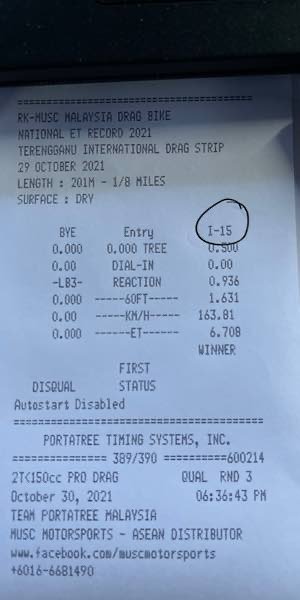 ==========================================
RK-MUSC MALAYSIA DRAG BIKE
NATIONAL ET RECORD 2021
TERENGGANU INTERNATIONAL DRAG STRIP
29 OCTOBER 2021
LENGTH : 201M - 1/8 MILES
SURFACE : DRY
BYE Entry I-15
0.000 0.000 TREE 0.500
0.00 DIAL-IN 0.00
-LB3- REACTION 0.936
0.000 ------60FT------ 1.631
0.00 ------KM/H----- 163.81
0.000 ------ET------- 6.708
WINNER
FIRST
DISQUAL STATUS
Autostart Disabled
==========================================
PORTATREE TIMING SYSTEMS, INC.
=============== 389/390 ==========600214
2T<150cc PRO DRAG QUAL RND 3
October 30, 2021 06:36:43 PM
TEAM PORTATREE MALAYSIA
MUSC MOTORSPORTS - ASEAN DISTRIBUTOR
www.facebook.com/muscmotorsports
+6016-6681490